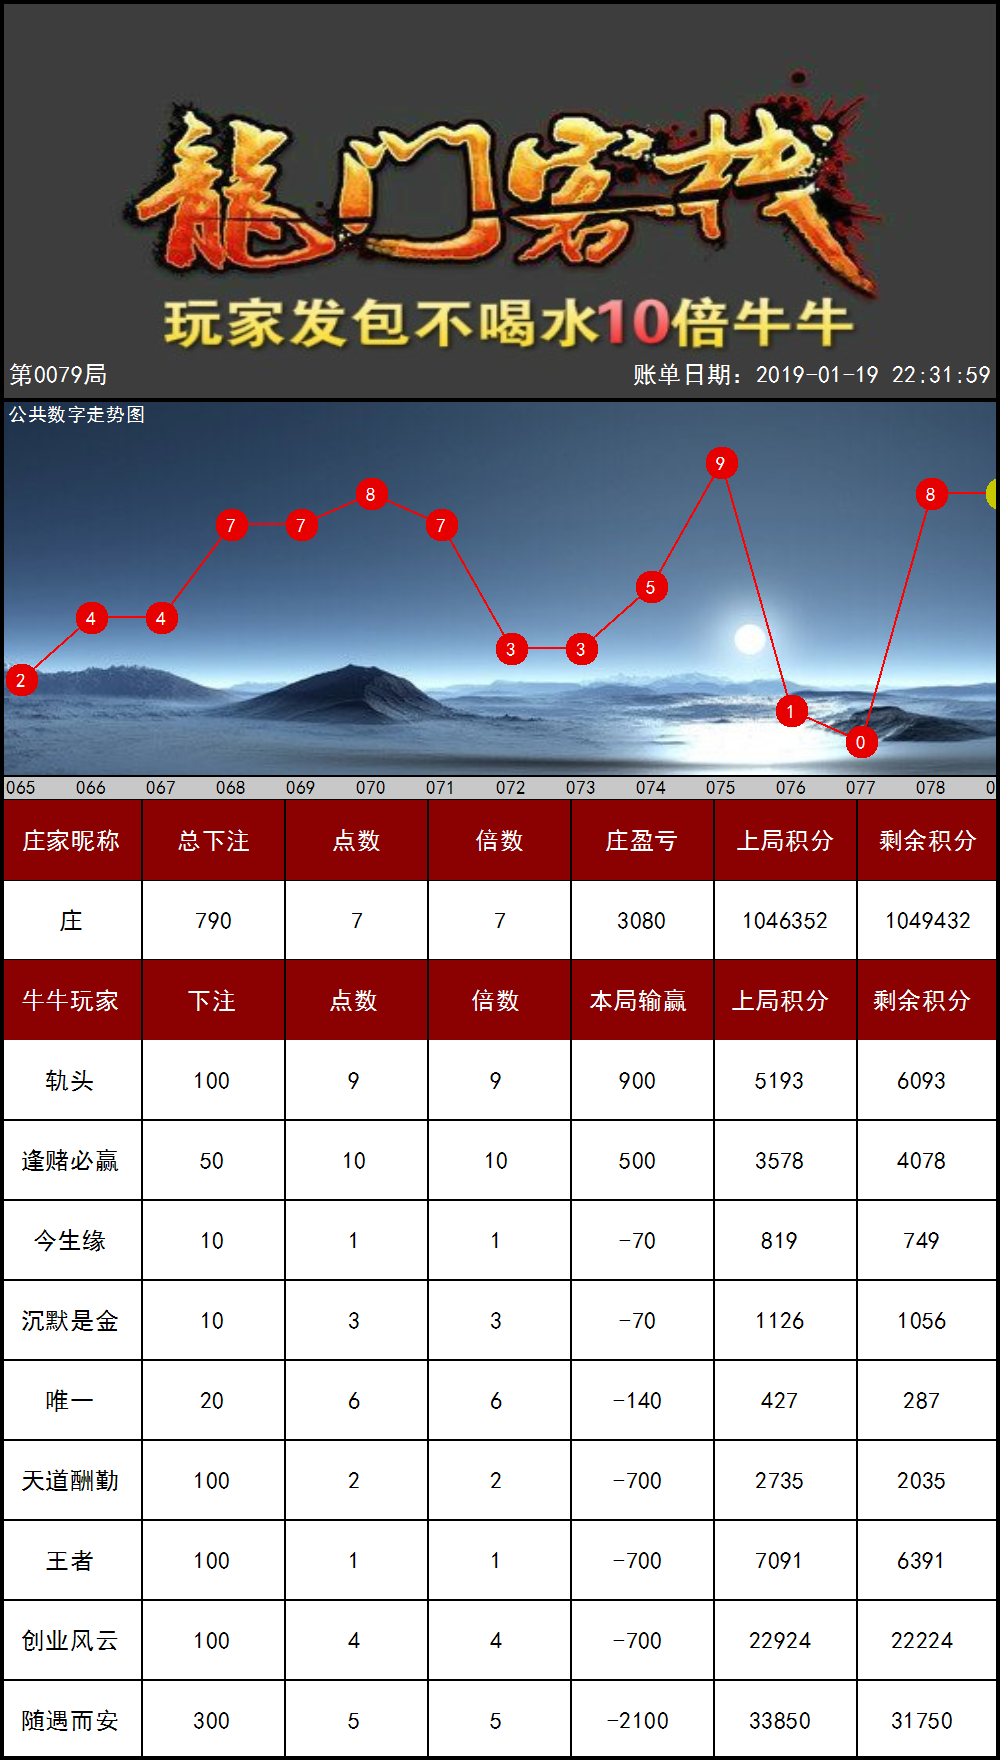 龍门客栈
玩家发包不喝水10倍牛牛
第0079局 账单日期：2019-01-19 22:31:59
公共数字走势图
9
8 8
7 7 7
5
4 4
3 3
2
1
0
065 066 067 068 069 070 071 072 073 074 075 076 077 078 0
庄家昵称 总下注 点数 倍数 庄盈亏 上局积分 剩余积分
庄 790 7 7 3080 1046352 1049432
牛牛玩家 下注 点数 倍数 本局输赢 上局积分 剩余积分
轨头 100 9 9 900 5193 6093
逢赌必赢 50 10 10 500 3578 4078
今生缘 10 1 1 -70 819 749
沉默是金 10 3 3 -70 1126 1056
唯一 20 6 6 -140 427 287
天道酬勤 100 2 2 -700 2735 2035
王者 100 1 1 -700 7091 6391
创业风云 100 4 4 -700 22924 22224
随遇而安 300 5 5 -2100 33850 31750